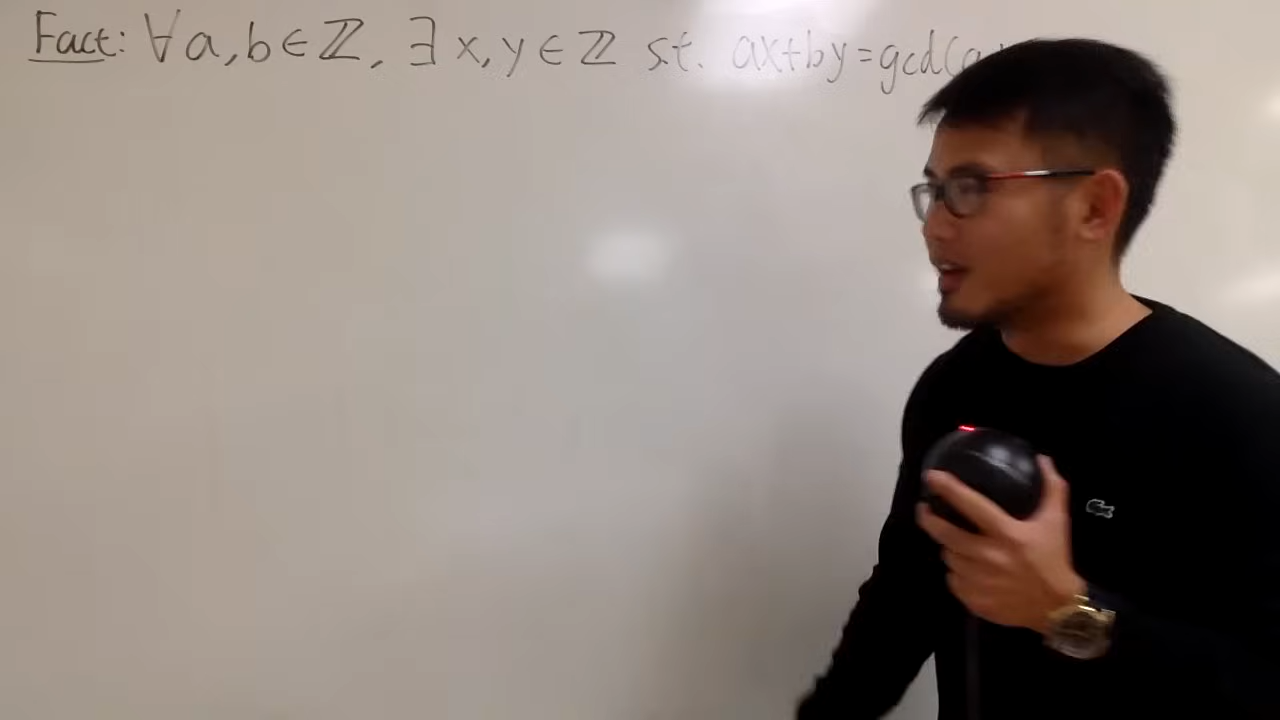 Fact: ∀ a, b ∈ ℤ, ∃ x, y ∈ ℤ s.t. ax+by=gcd(a